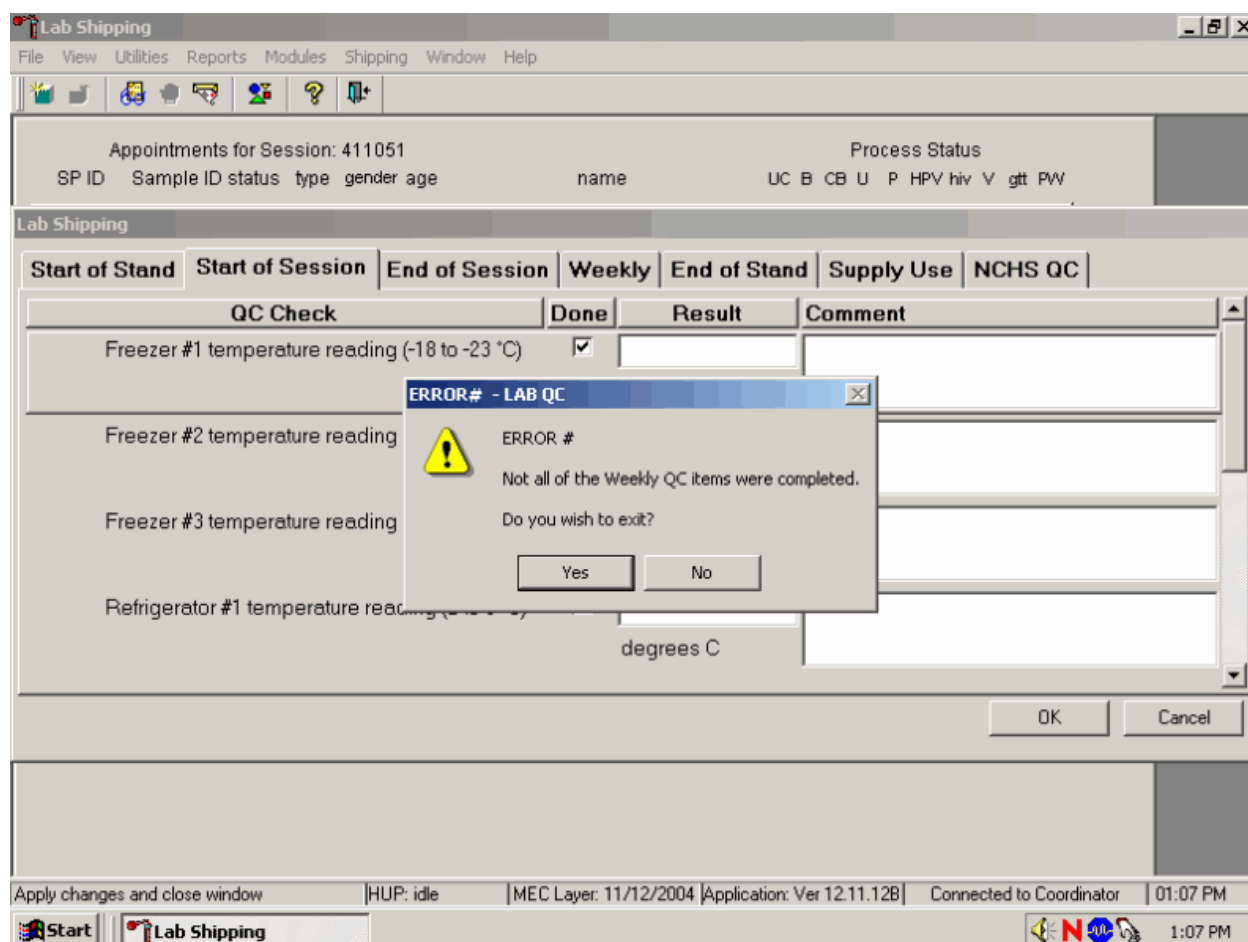 Lab Shipping
File View Utilities Reports Modules Shipping Window Help
Appointments for Session: 411051 Process Status
SP ID Sample ID status type gender age name UC B CB U P HPV hiv V gtt PVV
Lab Shipping
Start of Stand Start of Session End of Session Weekly End of Stand Supply Use NCHS QC
QC Check Done Result Comment
Freezer #1 temperature reading (-18 to -23 °C)
ERROR# - LAB QC
Freezer #2 temperature reading
ERROR #
Not all of the Weekly QC items were completed.
Freezer #3 temperature reading
Do you wish to exit?
Yes No
Refrigerator #1 temperature reading
degrees C
OK Cancel
Apply changes and close window HUP: idle MEC Layer: 11/12/2004 Application: Ver 12.11.12B Connected to Coordinator 01:07 PM
Start Lab Shipping N 1:07 PM